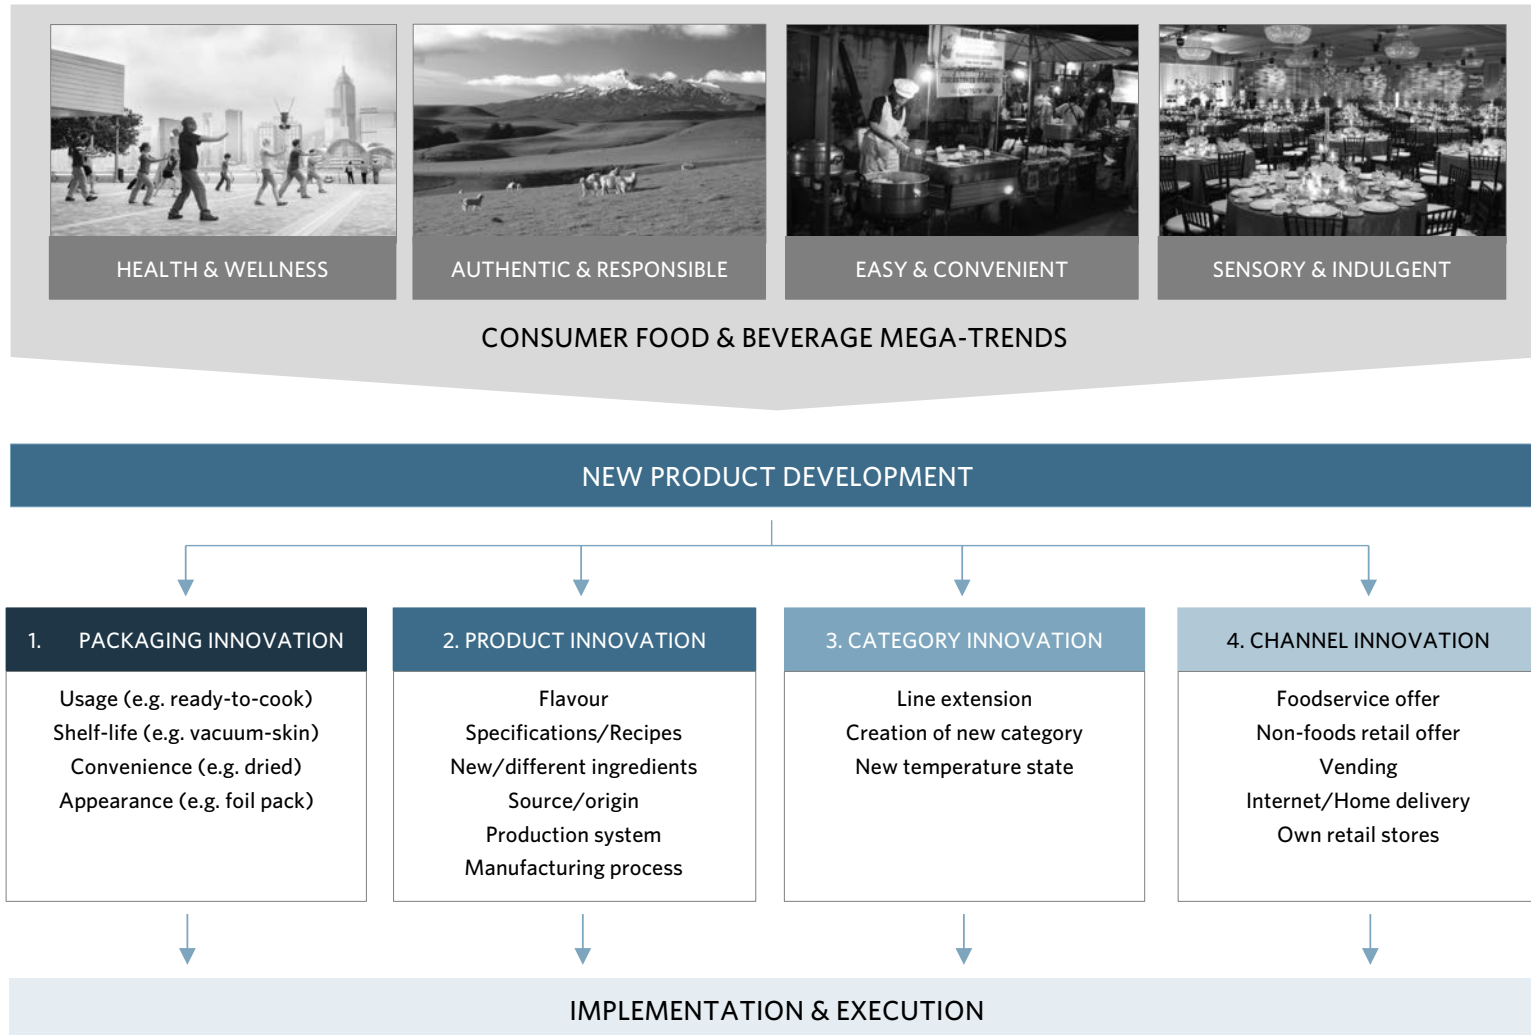 HEALTH & WELLNESS
AUTHENTIC & RESPONSIBLE
EASY & CONVENIENT
SENSORY & INDULGENT
CONSUMER FOOD & BEVERAGE MEGA-TRENDS
NEW PRODUCT DEVELOPMENT
1. PACKAGING INNOVATION
Usage (e.g. ready-to-cook)
Shelf-life (e.g. vacuum-skin)
Convenience (e.g. dried)
Appearance (e.g. foil pack)
2. PRODUCT INNOVATION
Flavour
Specifications/Recipes
New/different ingredients
Source/origin
Production system
Manufacturing process
3. CATEGORY INNOVATION
Line extension
Creation of new category
New temperature state
4. CHANNEL INNOVATION
Foodservice offer
Non-foods retail offer
Vending
Internet/Home delivery
Own retail stores
IMPLEMENTATION & EXECUTION